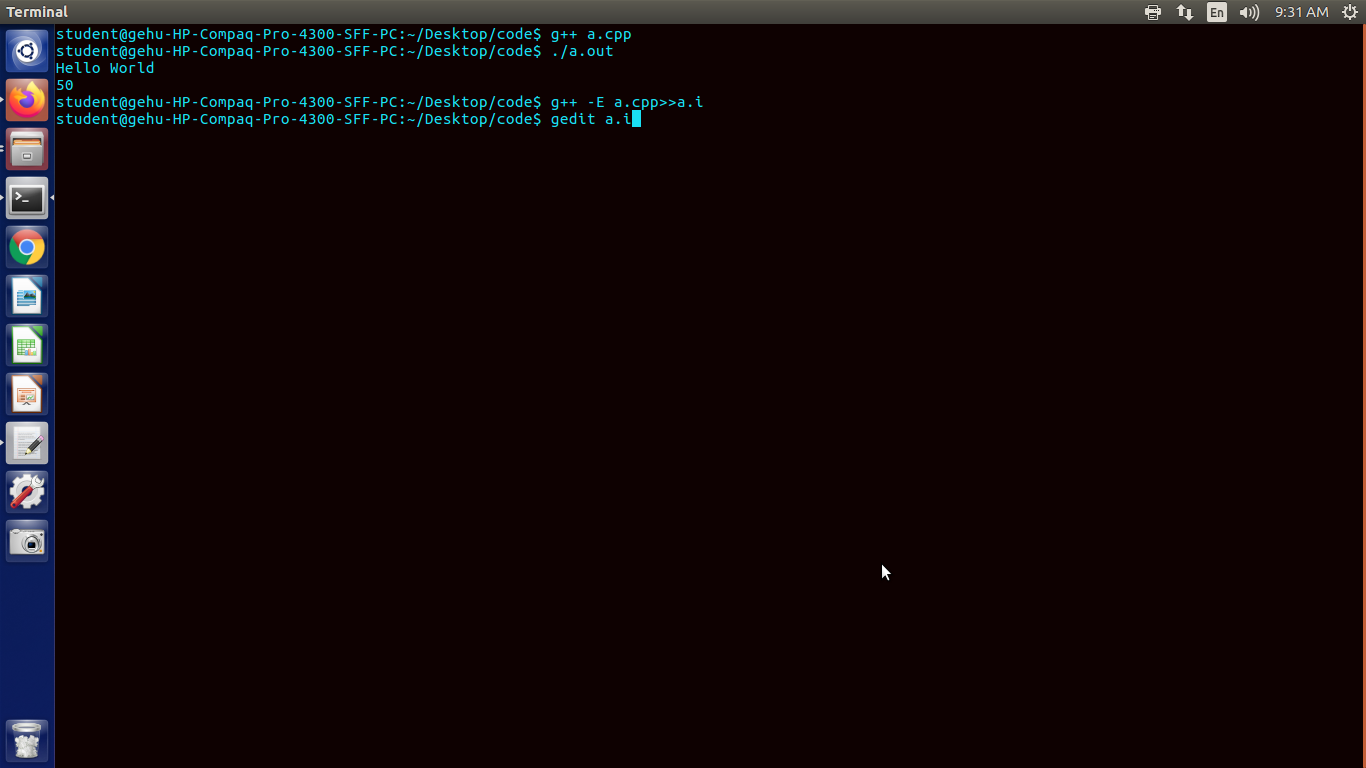 Terminal
En
9:31 AM
student@gehu-HP-Compaq-Pro-4300-SFF-PC:~/Desktop/code$ g++ a.cpp
student@gehu-HP-Compaq-Pro-4300-SFF-PC:~/Desktop/code$ ./a.out
Hello World
50
student@gehu-HP-Compaq-Pro-4300-SFF-PC:~/Desktop/code$ g++ -E a.cpp>>a.i
student@gehu-HP-Compaq-Pro-4300-SFF-PC:~/Desktop/code$ gedit a.i